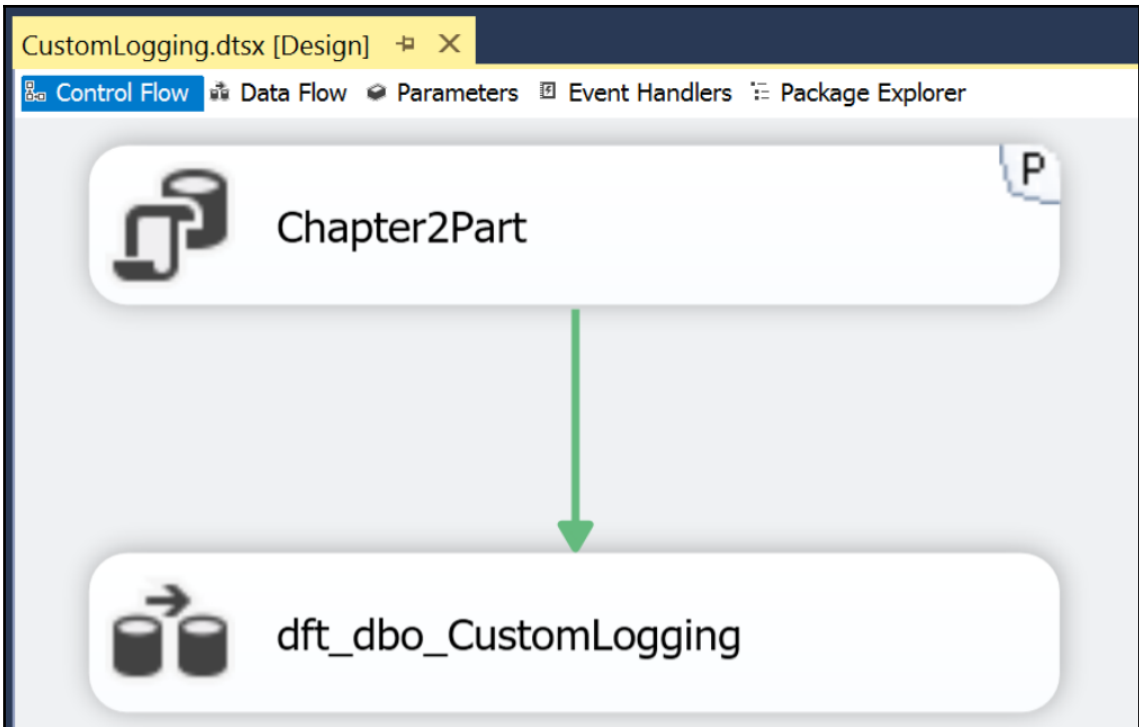 CustomLogging.dtsx [Design]
Control Flow Data Flow Parameters Event Handlers Package Explorer
P
Chapter2Part
dft_dbo_CustomLogging